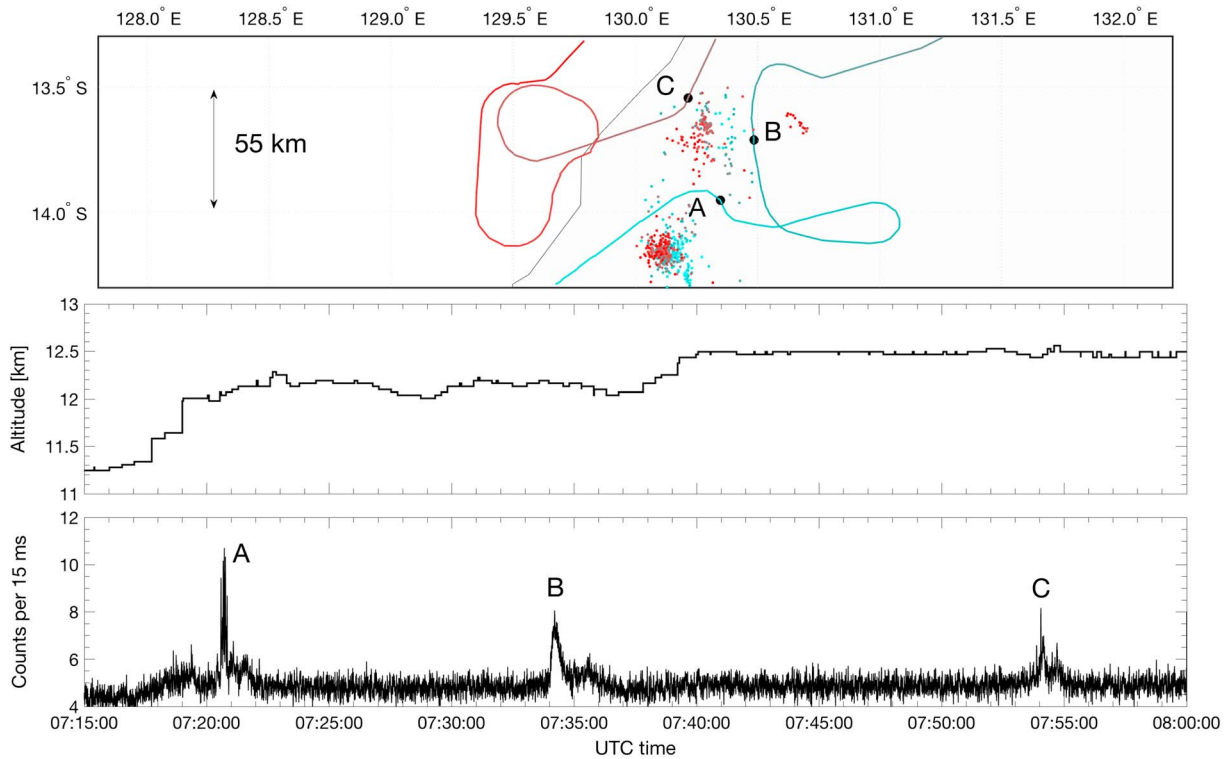 128.0° E 128.5° E 129.0° E 129.5° E 130.0° E 130.5° E 131.0° E 131.5° E 132.0° E
13.5° S
C
B
55 km
14.0° S
A
13
12.5
12
11.5
11
Altitude [km]
12
10
8
6
4
Counts per 15 ms
A
B
C
07:15:00 07:20:00 07:25:00 07:30:00 07:35:00 07:40:00 07:45:00 07:50:00 07:55:00 08:00:00
UTC time